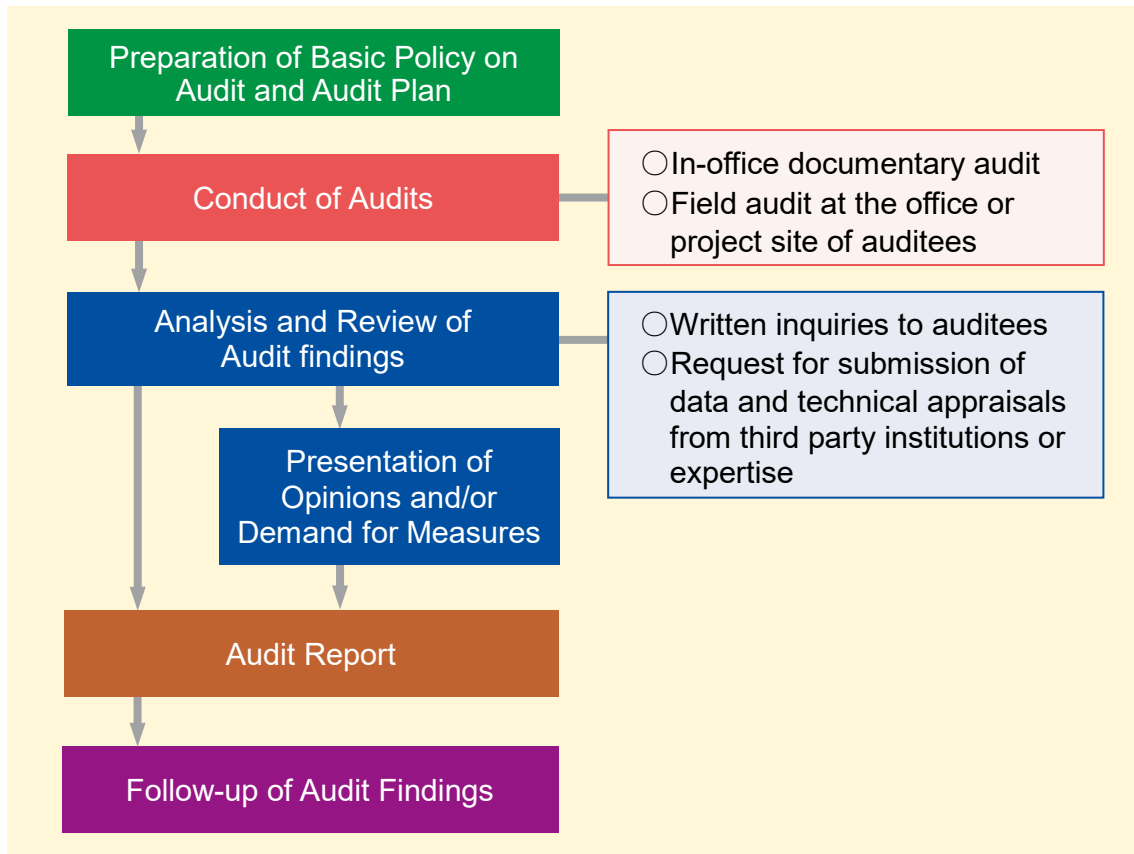 Preparation of Basic Policy on
Audit and Audit Plan
Conduct of Audits
○In-office documentary audit
○Field audit at the office or
project site of auditees
Analysis and Review of
Audit findings
○Written inquiries to auditees
○Request for submission of
data and technical appraisals
from third party institutions or
expertise
Presentation of
Opinions and/or
Demand for Measures
Audit Report
Follow-up of Audit Findings